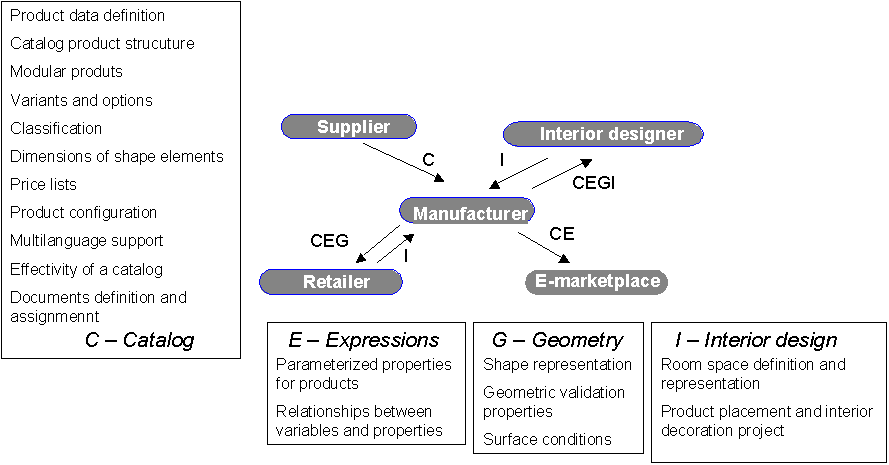 Product data definition
Catalog product strucuture
Modular produts
Variants and options
Classification
Dimensions of shape elements
Price lists
Product configuration
Multilanguage support
Effectivity of a catalog
Documents definition and
assignmennt
C – Catalog
Supplier
Interior designer
C
I
CEGI
Manufacturer
CEG
I
CE
Retailer
E-marketplace
E – Expressions
Parameterized properties
for products
Relationships between
variables and properties
G – Geometry
Shape representation
Geometric validation
properties
Surface conditions
I – Interior design
Room space definition and
representation
Product placement and interior
decoration project